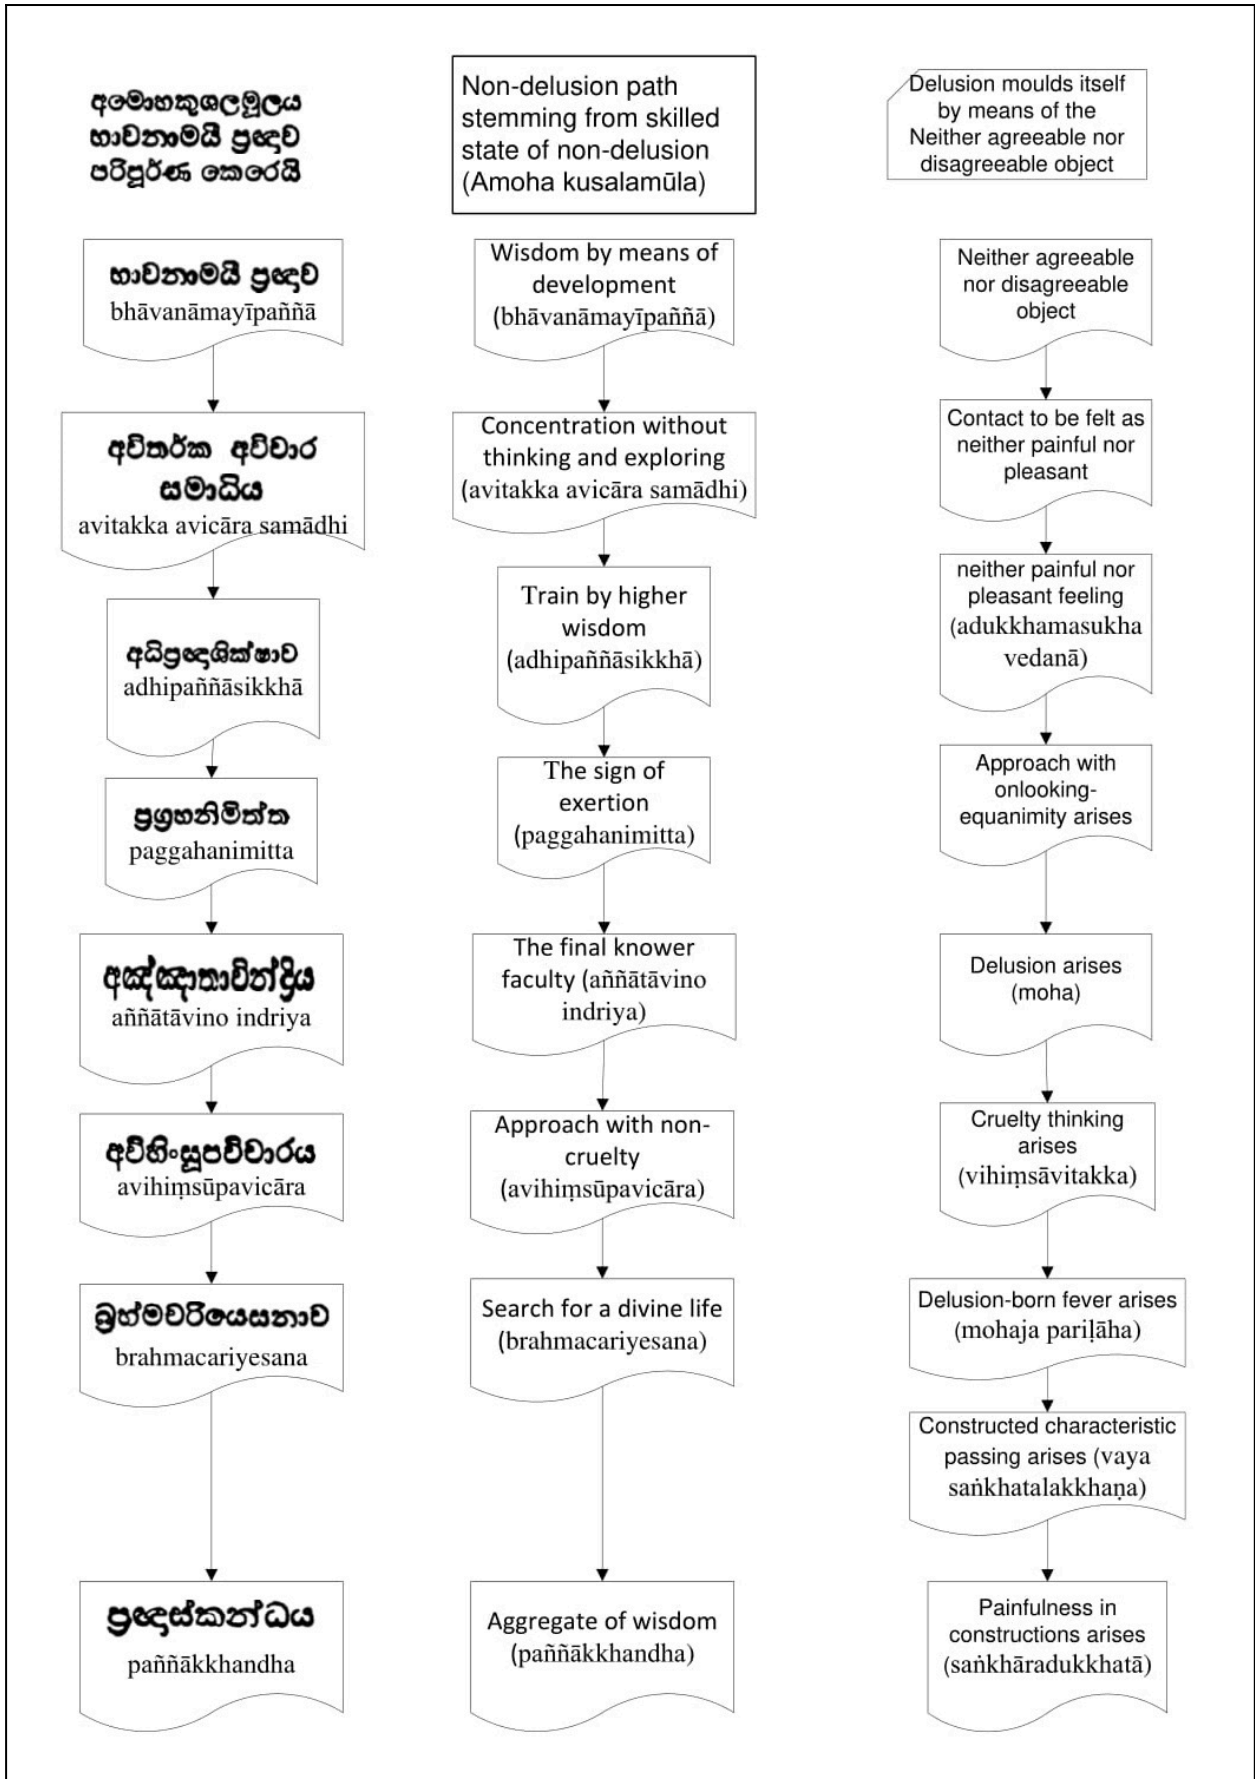 අමොහකුශලමූලය
භාවනාමයී ප්‍රඥාව
පරිපූර්ණ කෙරෙයි
භාවනාමයී ප්‍රඥාව
bhāvanāmayīpaññā
අවිතර්ක අවිචාර
සමාධිය
avitakka avicāra samādhi
අධිප්‍රඥාශික්ෂාව
adhipaññāsikkhā
ප්‍රග්‍රහනිමිත්ත
paggahanimitta
අඤ්ඤාතාවින්ද්‍රිය
aññātāvino indriya
අවිහිංසූපවිචාරය
avihiṃsūpavicāra
බ්‍රහ්මචරියෙසනාව
brahmacariyesana
ප්‍රඥාස්කන්ධය
paññākkhandha
Non-delusion path
stemming from skilled
state of non-delusion
(Amoha kusalamūla)
Wisdom by means of
development
(bhāvanāmayīpaññā)
Concentration without
thinking and exploring
(avitakka avicāra samādhi)
Train by higher
wisdom
(adhipaññāsikkhā)
The sign of
exertion
(paggahanimitta)
The final knower
faculty (aññātāvino
indriya)
Approach with non-
cruelty
(avihiṃsūpavicāra)
Search for a divine life
(brahmacariyesana)
Aggregate of wisdom
(paññākkhandha)
Delusion moulds itself
by means of the
Neither agreeable nor
disagreeable object
Neither agreeable
nor disagreeable
object
Contact to be felt as
neither painful nor
pleasant
neither painful nor
pleasant feeling
(adukkhamasukha
vedanā)
Approach with
onlooking-
equanimity arises
Delusion arises
(moha)
Cruelty thinking
arises
(vihiṃsāvitakka)
Delusion-born fever arises
(mohaja pariḷāha)
Constructed characteristic
passing arises (vaya
saṅkhatalakkhaṇa)
Painfulness in
constructions arises
(saṅkhāradukkhatā)